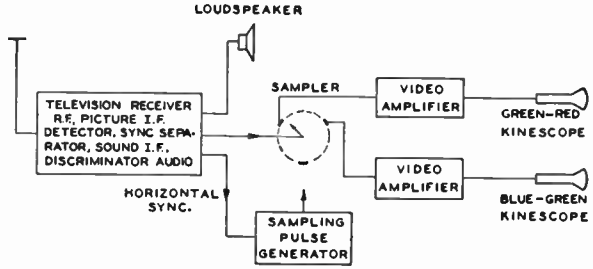 LOUDSPEAKER
TELEVISION RECEIVER
R.F., PICTURE I.F.
DETECTOR, SYNC SEPA-
RATOR, SOUND I.F.,
DISCRIMINATOR AUDIO
SAMPLER
VIDEO
AMPLIFIER
GREEN-RED
KINESCOPE
VIDEO
AMPLIFIER
BLUE-GREEN
KINESCOPE
HORIZONTAL
SYNC.
SAMPLING
PULSE
GENERATOR